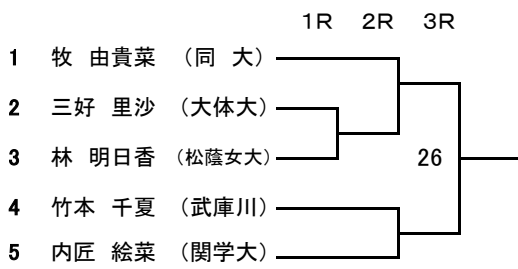 1R 2R 3R
1 牧 由貴菜 (同 大)
2 三好 里沙 (大体大)
3 林 明日香 (松蔭女大)
26
4 竹本 千夏 (武庫川)
5 内匠 絵菜 (関学大)